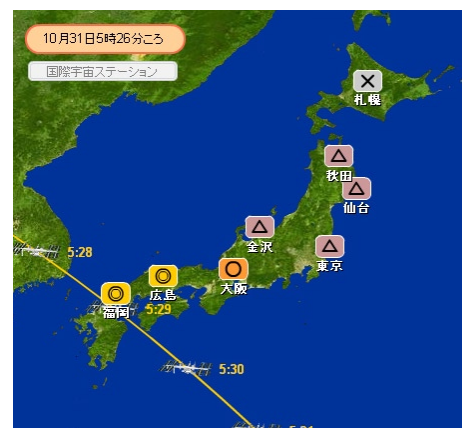 10月31日5時26分ころ
国際宇宙ステーション
札幌
秋田
仙台
金沢
東京
大阪
広島
福岡
5:28
5:29
5:30